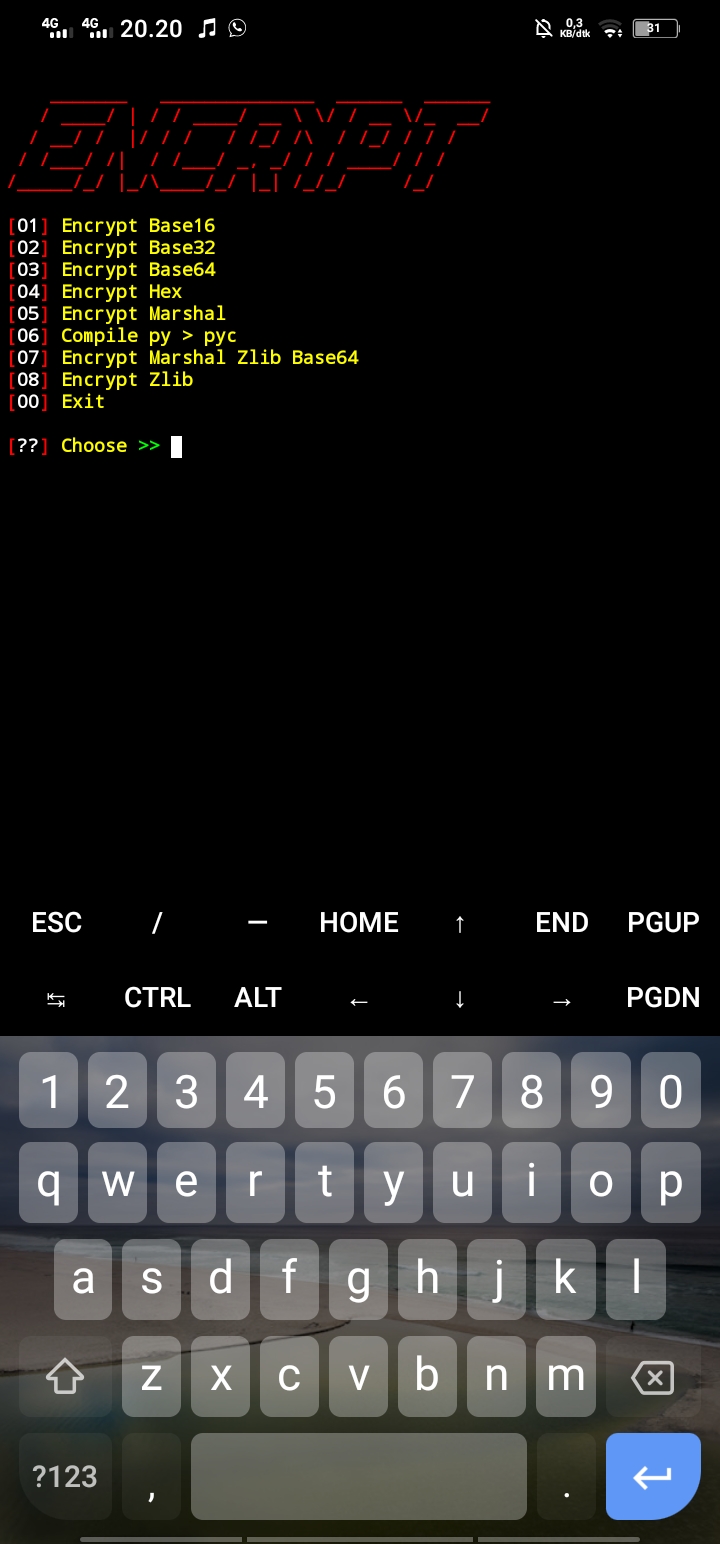 4G 4G 20.20 0,3 KB/dtk 31
ENCRYPT
[01] Encrypt Base16
[02] Encrypt Base32
[03] Encrypt Base64
[04] Encrypt Hex
[05] Encrypt Marshal
[06] Compile py > pyc
[07] Encrypt Marshal Zlib Base64
[08] Encrypt Zlib
[00] Exit
[??] Choose >>
ESC / — HOME ↑ END PGUP
↹ CTRL ALT ← ↓ → PGDN
1 2 3 4 5 6 7 8 9 0
q w e r t y u i o p
a s d f g h j k l
z x c v b n m
?123 , .